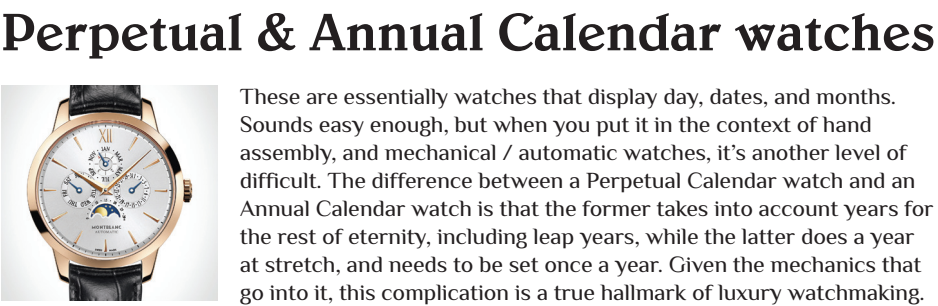 Perpetual & Annual Calendar watches
These are essentially watches that display day, dates, and months.
Sounds easy enough, but when you put it in the context of hand
assembly, and mechanical / automatic watches, it's another level of
difficult. The difference between a Perpetual Calendar watch and an
Annual Calendar watch is that the former takes into account years for
the rest of eternity, including leap years, while the latter does a year
at stretch, and needs to be set once a year. Given the mechanics that
go into it, this complication is a true hallmark of luxury watchmaking.
XII
MONTBLANC
AUTOMATIC